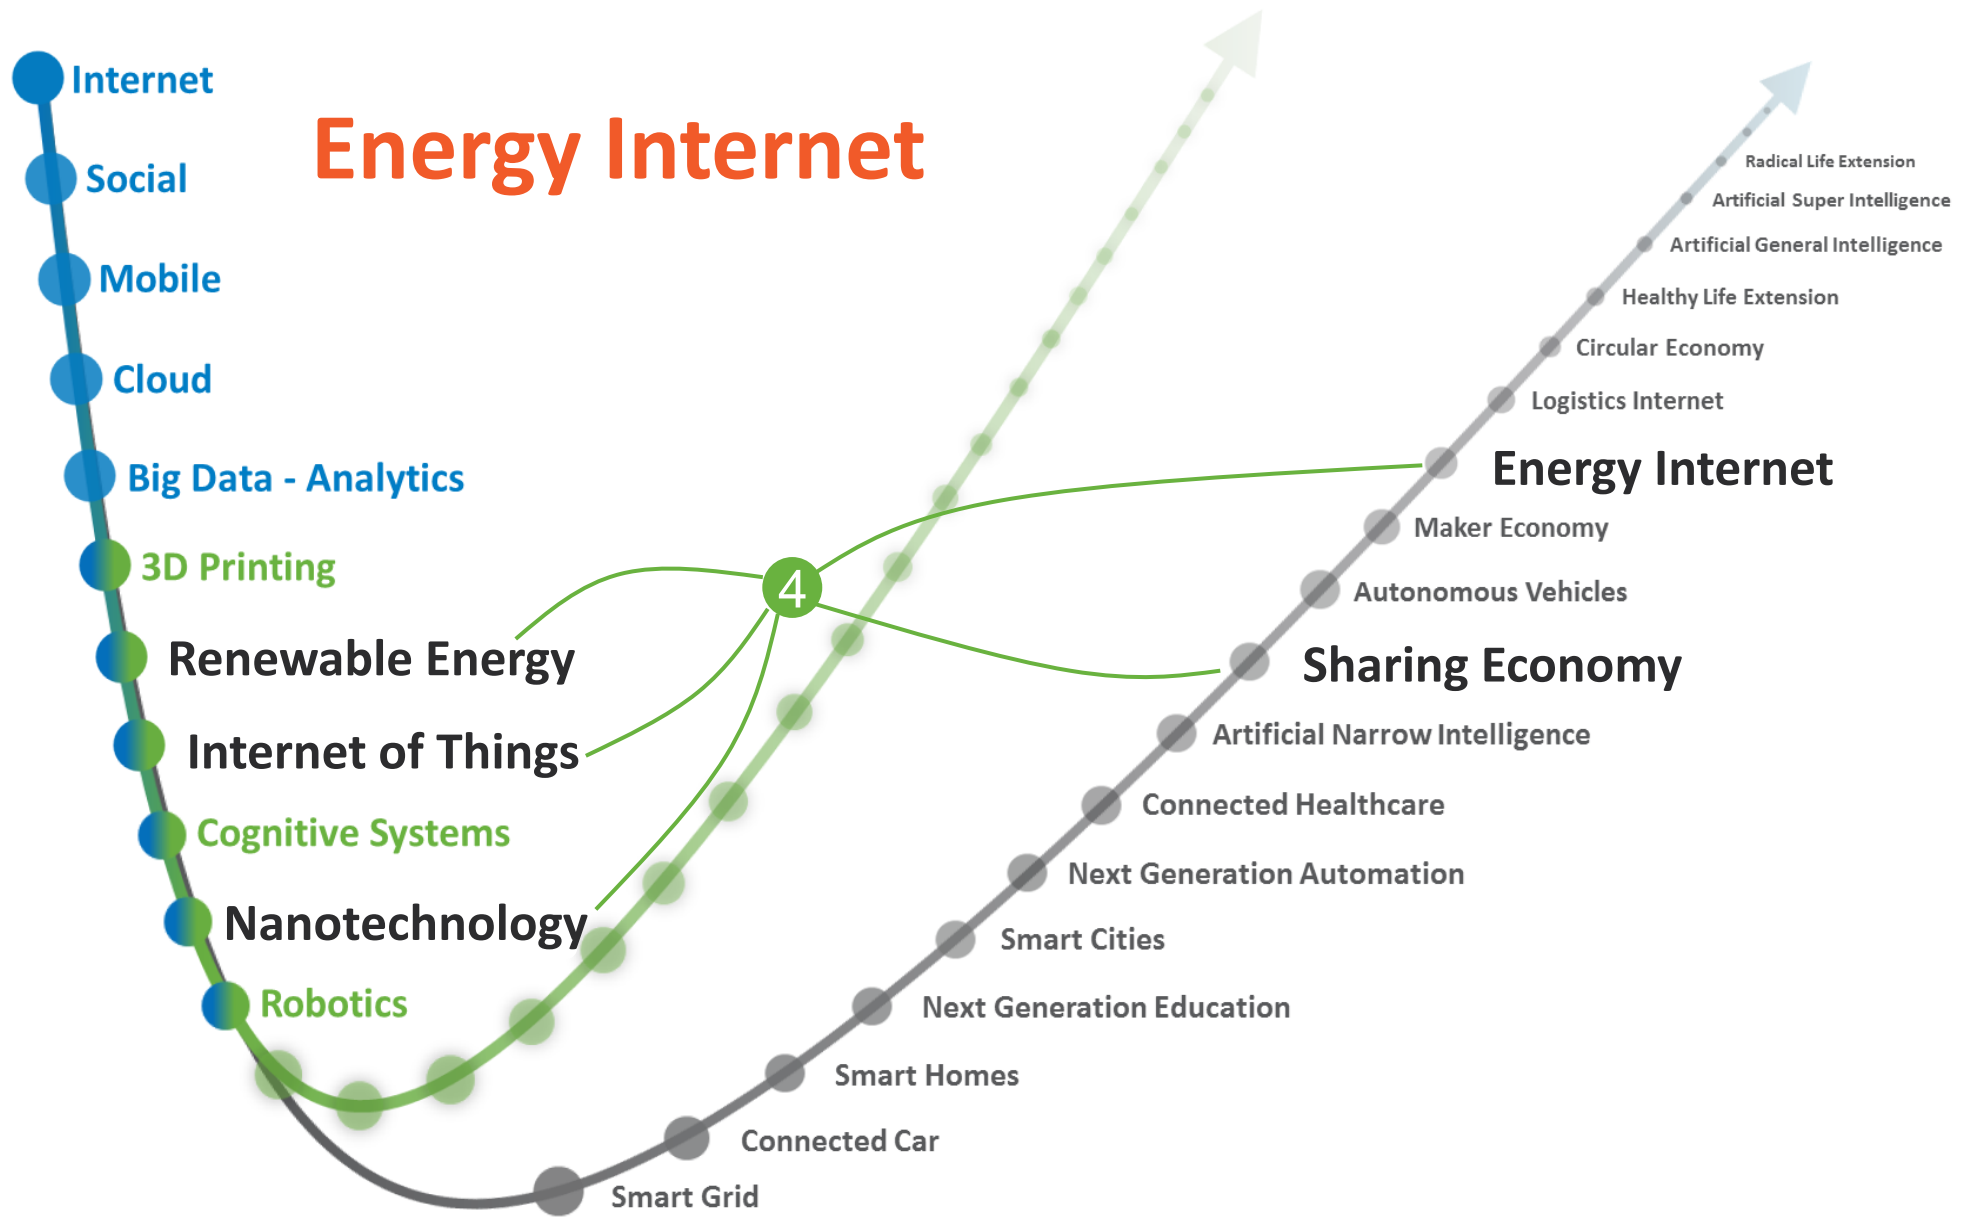 Internet
Energy Internet
Social
Mobile
Cloud
Big Data - Analytics
3D Printing
Renewable Energy
Internet of Things
Cognitive Systems
Nanotechnology
Robotics
4
Radical Life Extension
Artificial Super Intelligence
Artificial General Intelligence
Healthy Life Extension
Circular Economy
Logistics Internet
Energy Internet
Maker Economy
Autonomous Vehicles
Sharing Economy
Artificial Narrow Intelligence
Connected Healthcare
Next Generation Automation
Smart Cities
Next Generation Education
Smart Homes
Connected Car
Smart Grid